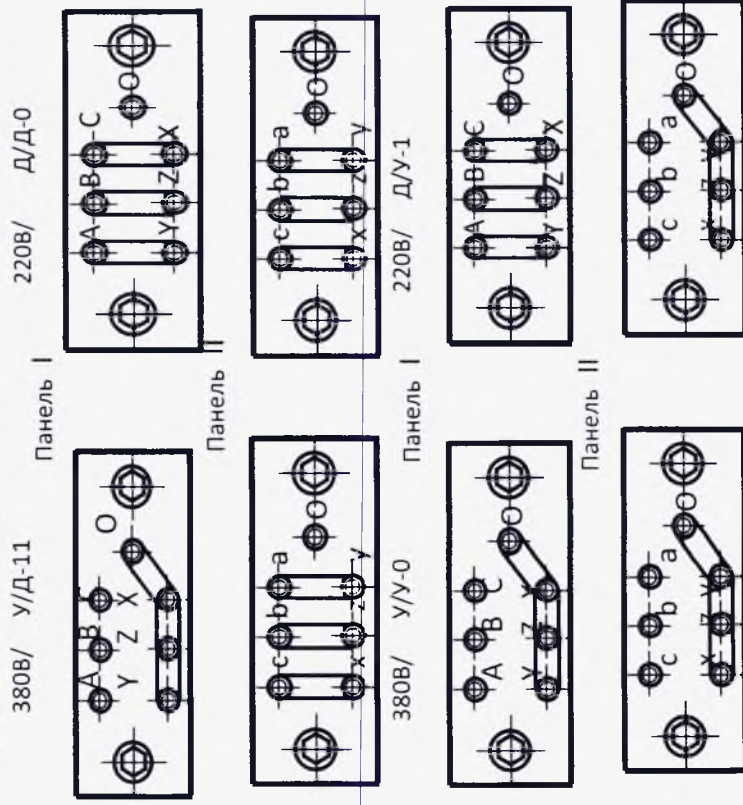 380В/ У/Д-11 220В/ Д/Д-0
Панель I
A B O A B C O
Y Z X Y Z X
Панель II
c b a O c b a O
x z y x z y
380В/ У/У-0 220В/ Д/У-1
Панель I
A B C O A B C O
Y Z X Y Z X
Панель II
c b a O c b a O
x z y x z y